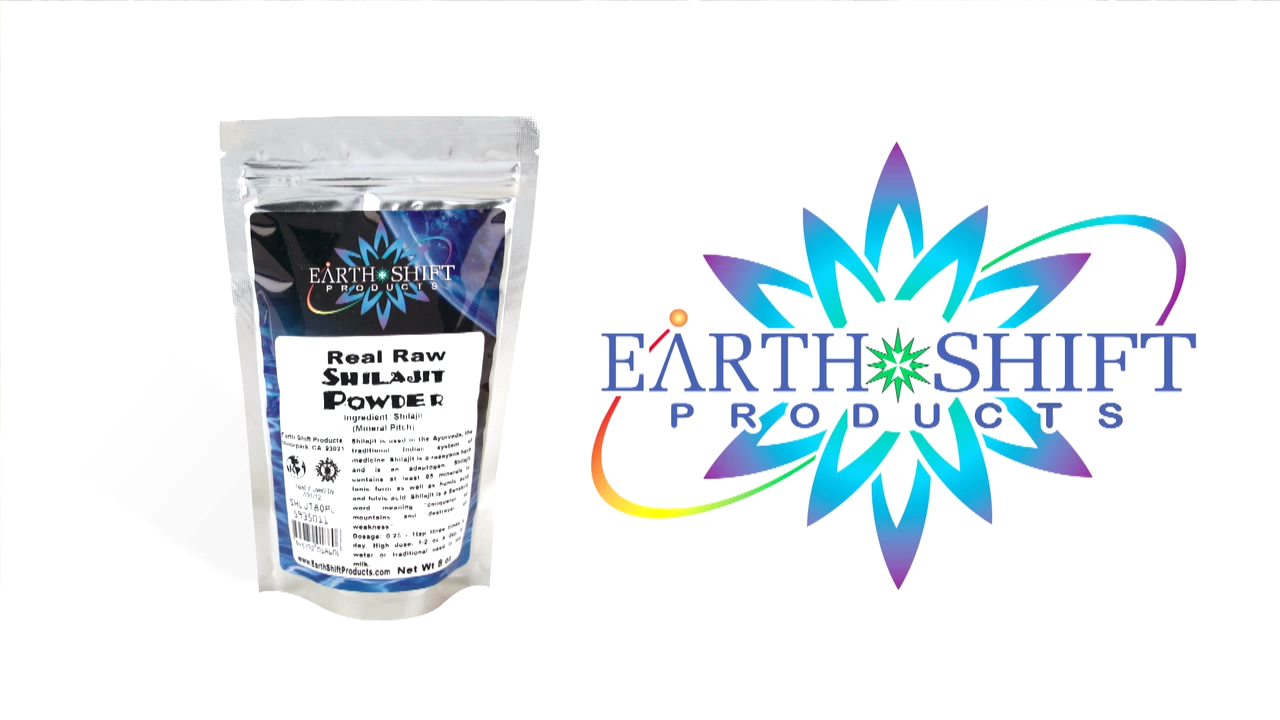 EARTH SHIFT
PRODUCTS
Real Raw
SHILAJIT
POWDER
Ingredient Shilajit
(Mineral Pitch)
Earth Shift Products
Moorpark, CA 93021
Shilajit is used in the Ayurveda, the
traditional Indian system of
medicine. Shilajit is a rasayana herb
and is an adaptogen. Shilajit
contains at least 85 minerals in
ionic form as well as humic acid
and fulvic acid. Shilajit is a Sanskrit
word meaning "conqueror of
mountains and destroyer of
weakness"
Dosage: 0.25 - 1tsp three times a
day. High dose: 1-2 oz a day in
water or traditional used in raw
milk.
www.EarthShiftProducts.com Net Wt 8 oz
EARTH SHIFT
PRODUCTS